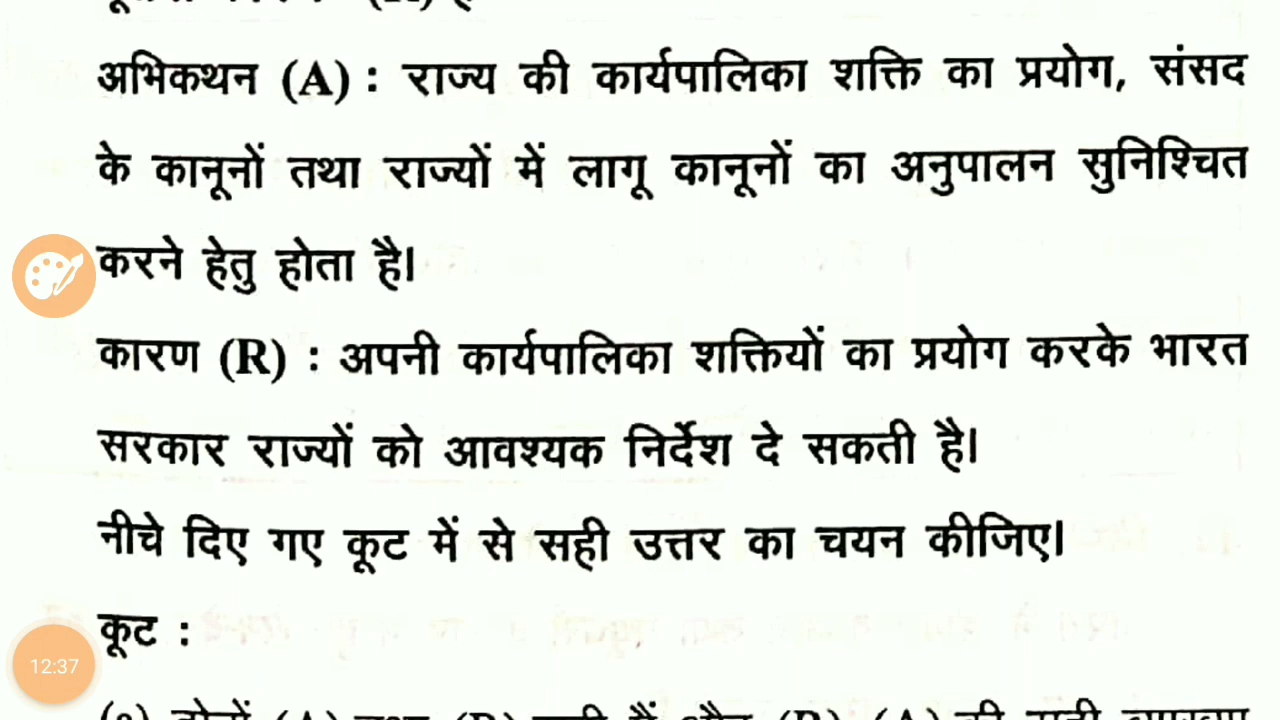 अभिकथन (A) : राज्य की कार्यपालिका शक्ति का प्रयोग, संसद
के कानूनों तथा राज्यों में लागू कानूनों का अनुपालन सुनिश्चित
करने हेतु होता है।
कारण (R) : अपनी कार्यपालिका शक्तियों का प्रयोग करके भारत
सरकार राज्यों को आवश्यक निर्देश दे सकती है।
नीचे दिए गए कूट में से सही उत्तर का चयन कीजिए।
कूट :
12:37